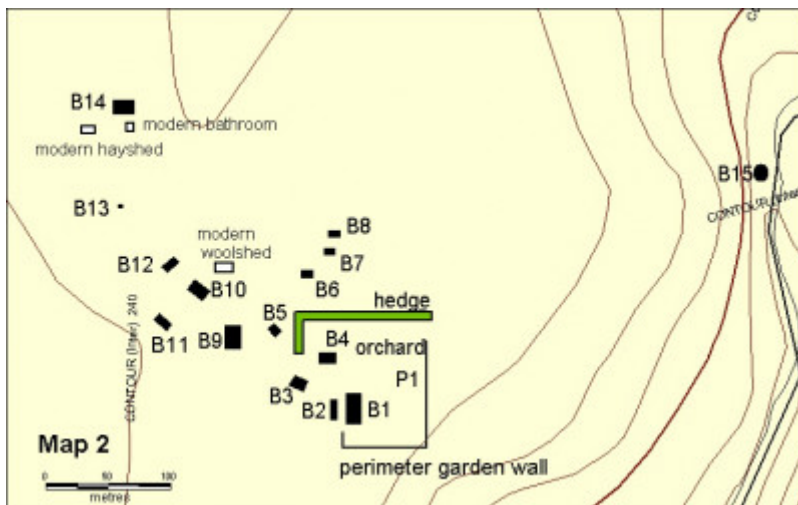 B14
modern bathroom
modern hayshed
B15
CONTOUR
B13
B8
modern
woolshed
B7
B12
B6
B10
hedge
B5
B11
B9
B4
orchard
CONTOUR (Inter) 240
B3
P1
B2
B1
Map 2
perimeter garden wall
0 50 100
metres